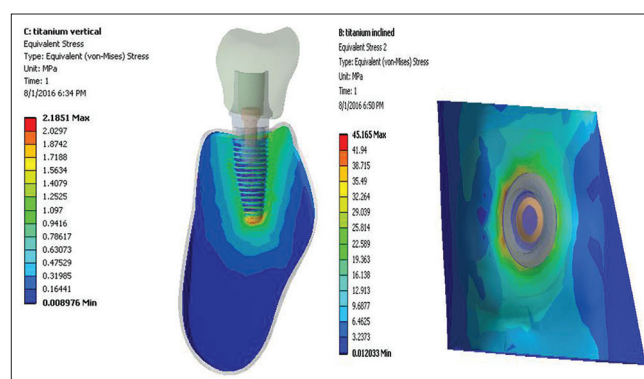 C: titanium vertical
Equivalent Stress
Type: Equivalent (von-Mises) Stress
Unit: MPa
Time: 1
8/1/2016 6:34 PM
2.1851 Max
2.0297
1.8742
1.7188
1.5634
1.4079
1.2525
1.097
0.9416
0.78617
0.63073
0.47529
0.31985
0.16441
0.008976 Min
B: titanium inclined
Equivalent Stress 2
Type: Equivalent (von-Mises) Stress
Unit: MPa
Time: 1
8/1/2016 6:50 PM
45.165 Max
41.94
38.715
35.49
32.264
29.039
25.814
22.589
19.363
16.138
12.913
9.6877
6.4625
3.2373
0.012033 Min